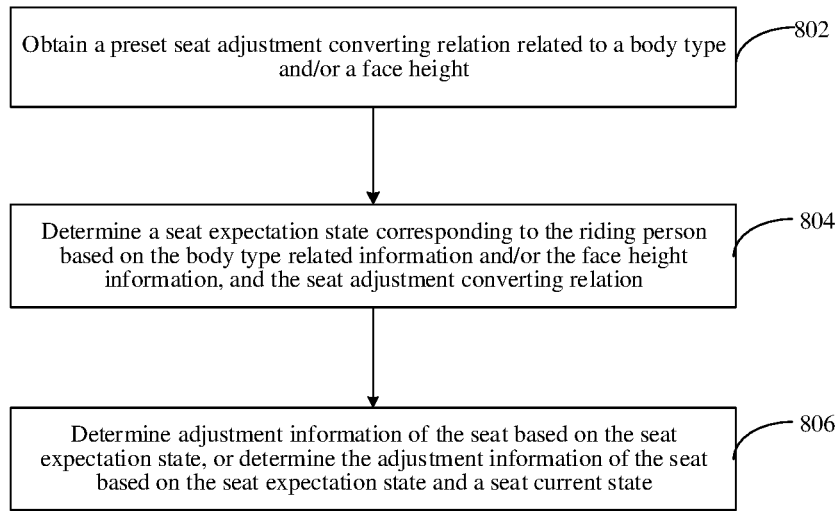 Obtain a preset seat adjustment converting relation related to a body type
and/or a face height
802
Determine a seat expectation state corresponding to the riding person
based on the body type related information and/or the face height
information, and the seat adjustment converting relation
804
Determine adjustment information of the seat based on the seat
expectation state, or determine the adjustment information of the seat
based on the seat expectation state and a seat current state
806